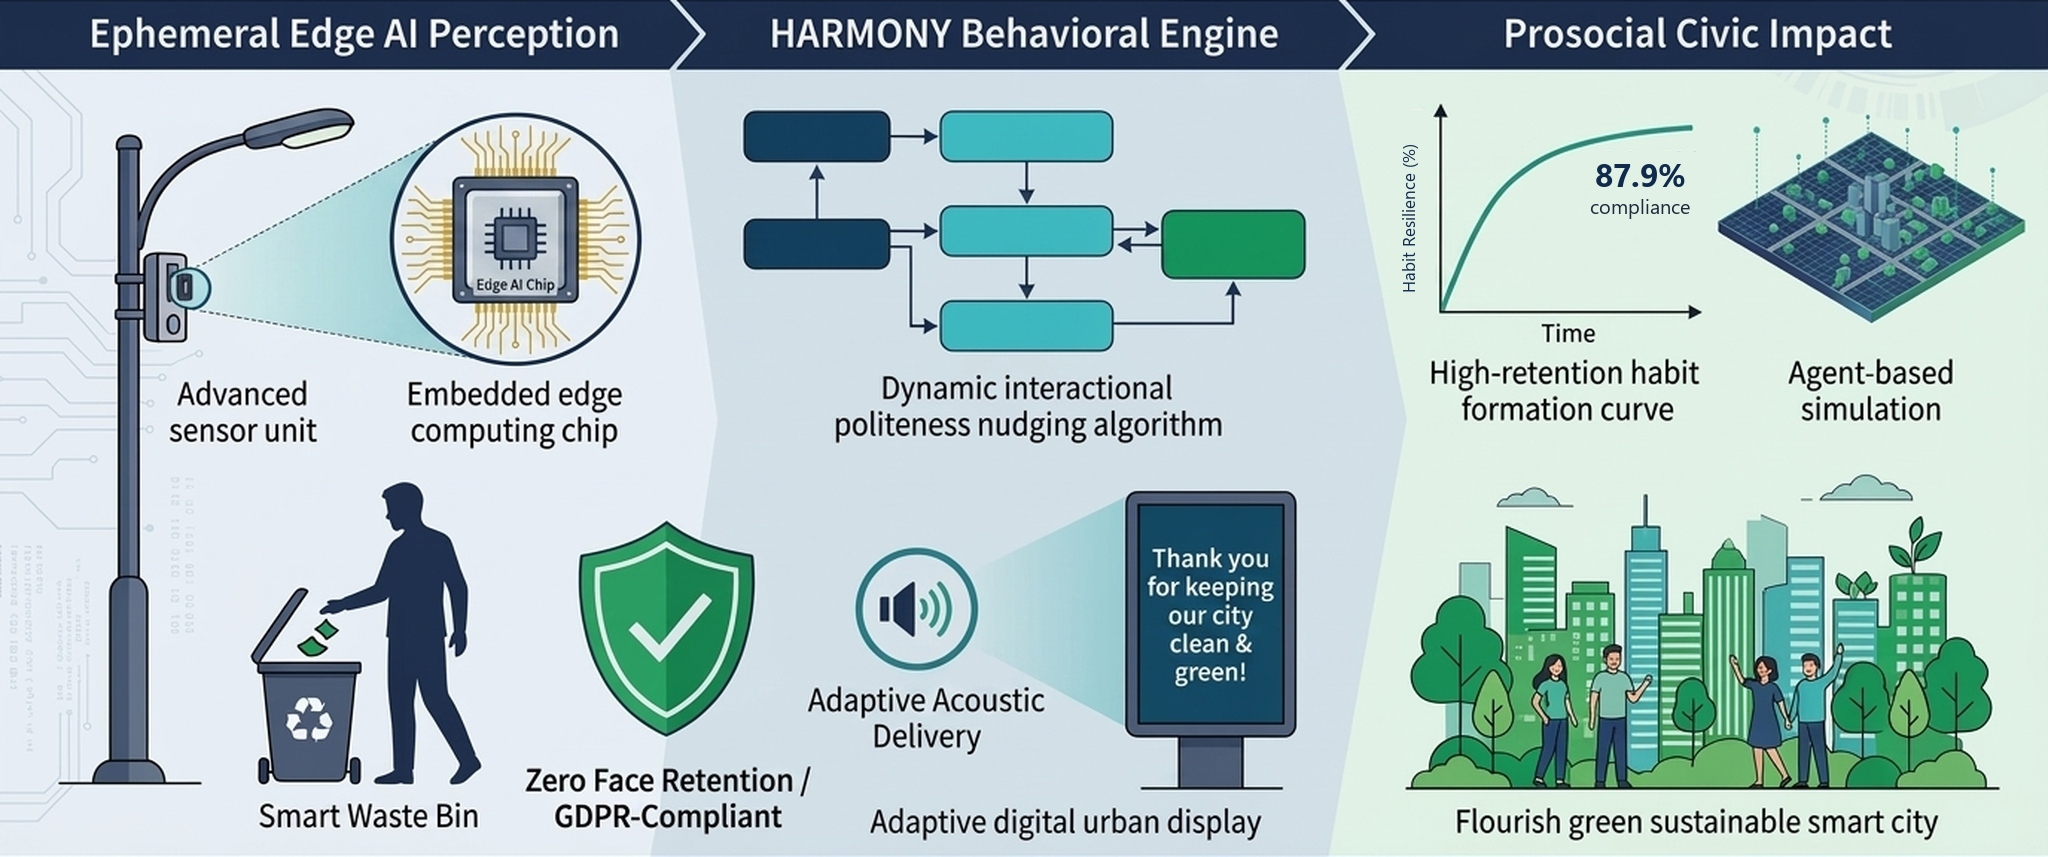 Ephemeral Edge AI Perception
HARMONY Behavioral Engine
Prosocial Civic Impact
Edge AI Chip
Advanced
sensor unit
Embedded edge
computing chip
Smart Waste Bin
Zero Face Retention /
GDPR-Compliant
Dynamic interactional
politeness nudging algorithm
Adaptive Acoustic
Delivery
Thank you
for keeping
our city
clean &
green!
Adaptive digital urban display
Habit Resilience (%)
87.9%
compliance
Time
High-retention habit
formation curve
Agent-based
simulation
Flourish green sustainable smart city